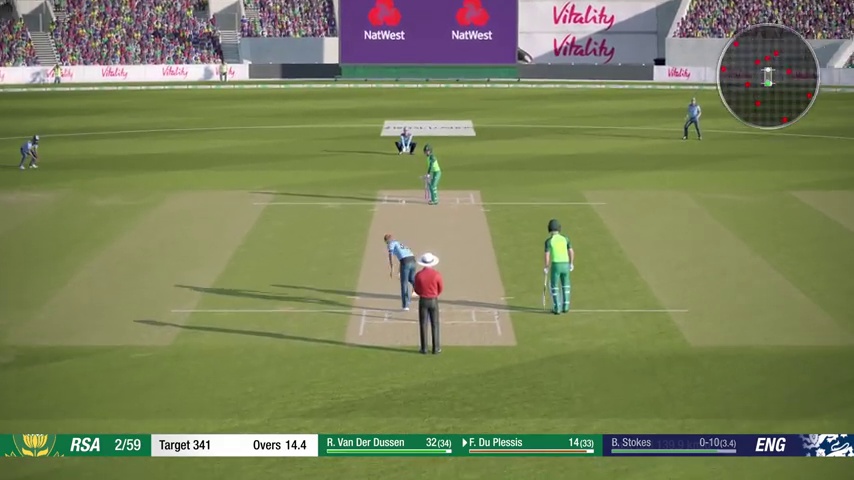 NatWest NatWest
Vitality
Vitality
Vitality Vitality Vitality
RSA 2/59 Target 341 Overs 14.4 R. Van Der Dussen 32(34) F. Du Plessis 14(33) B. Stokes 0-10(3.4) ENG